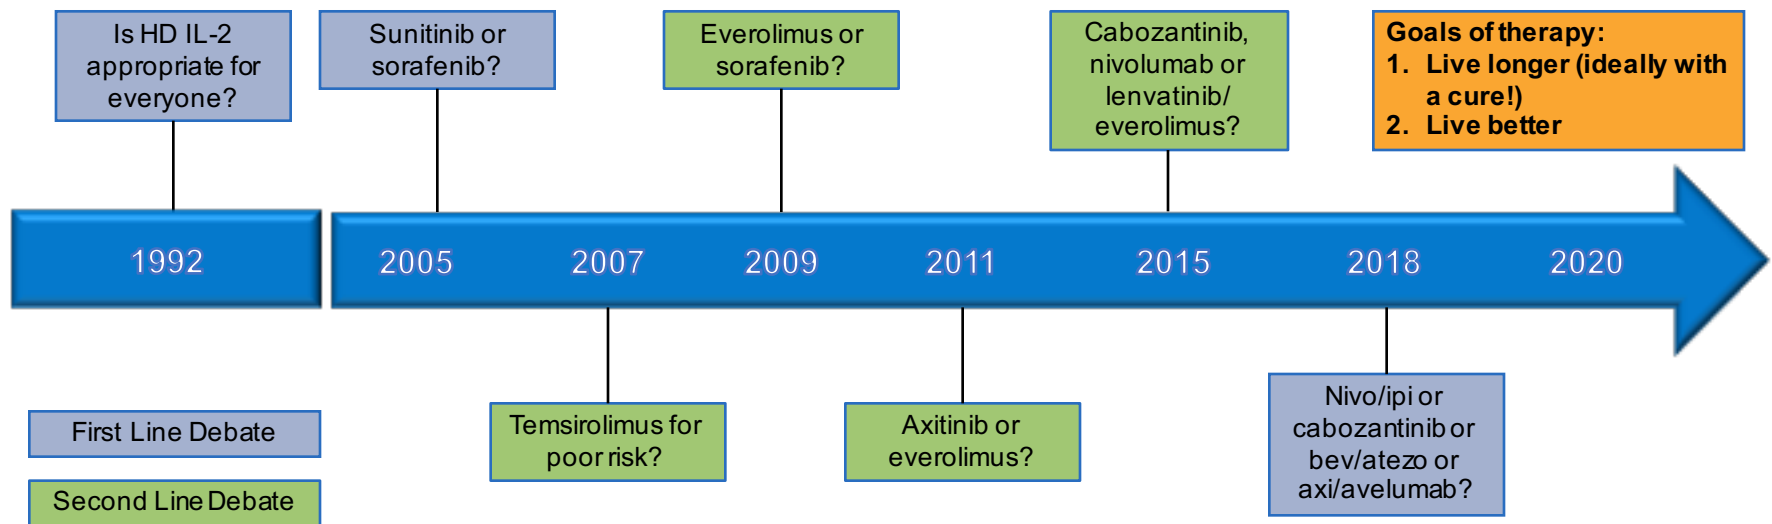 Is HD IL-2
appropriate for
everyone?
Sunitinib or
sorafenib?
Everolimus or
sorafenib?
Cabozantinib,
nivolumab or
lenvatinib/
everolimus?
Goals of therapy:
1. Live longer (ideally with
a cure!)
2. Live better
1992
2005
2007
2009
2011
2015
2018
2020
First Line Debate
Second Line Debate
Temsirolimus for
poor risk?
Axitinib or
everolimus?
Nivo/ipi or
cabozantinib or
bev/atezo or
axi/avelumab?